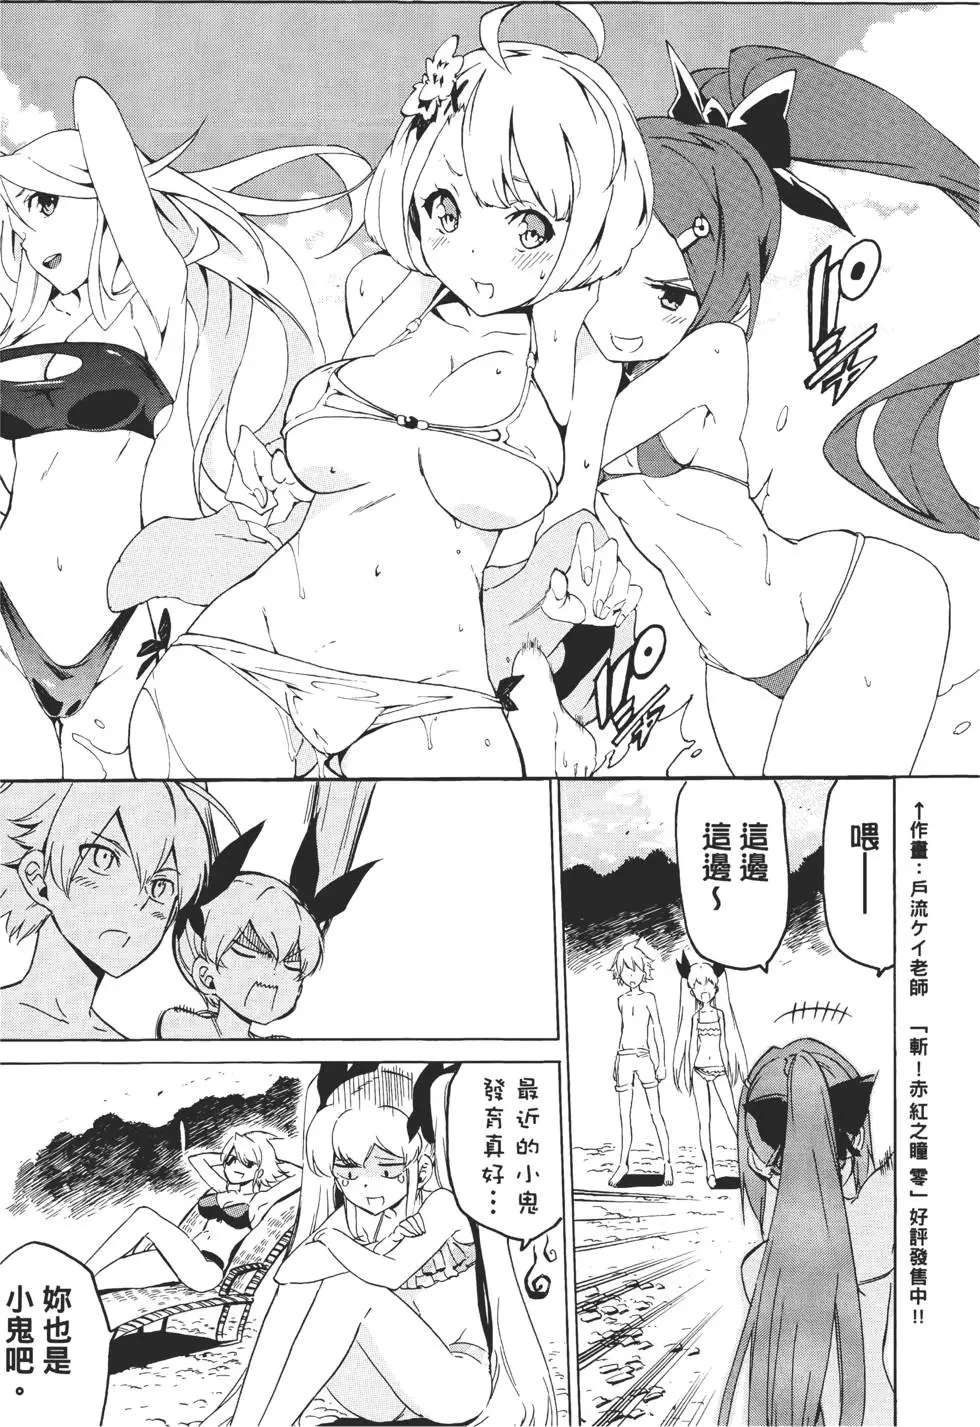 ピ
ピ
喂——
這邊
這邊～
←作畫：戶流ケイ老師　「斬！赤紅之瞳 零」好評發售中!!
最近的小鬼
發育真好…
妳也是
小鬼吧。